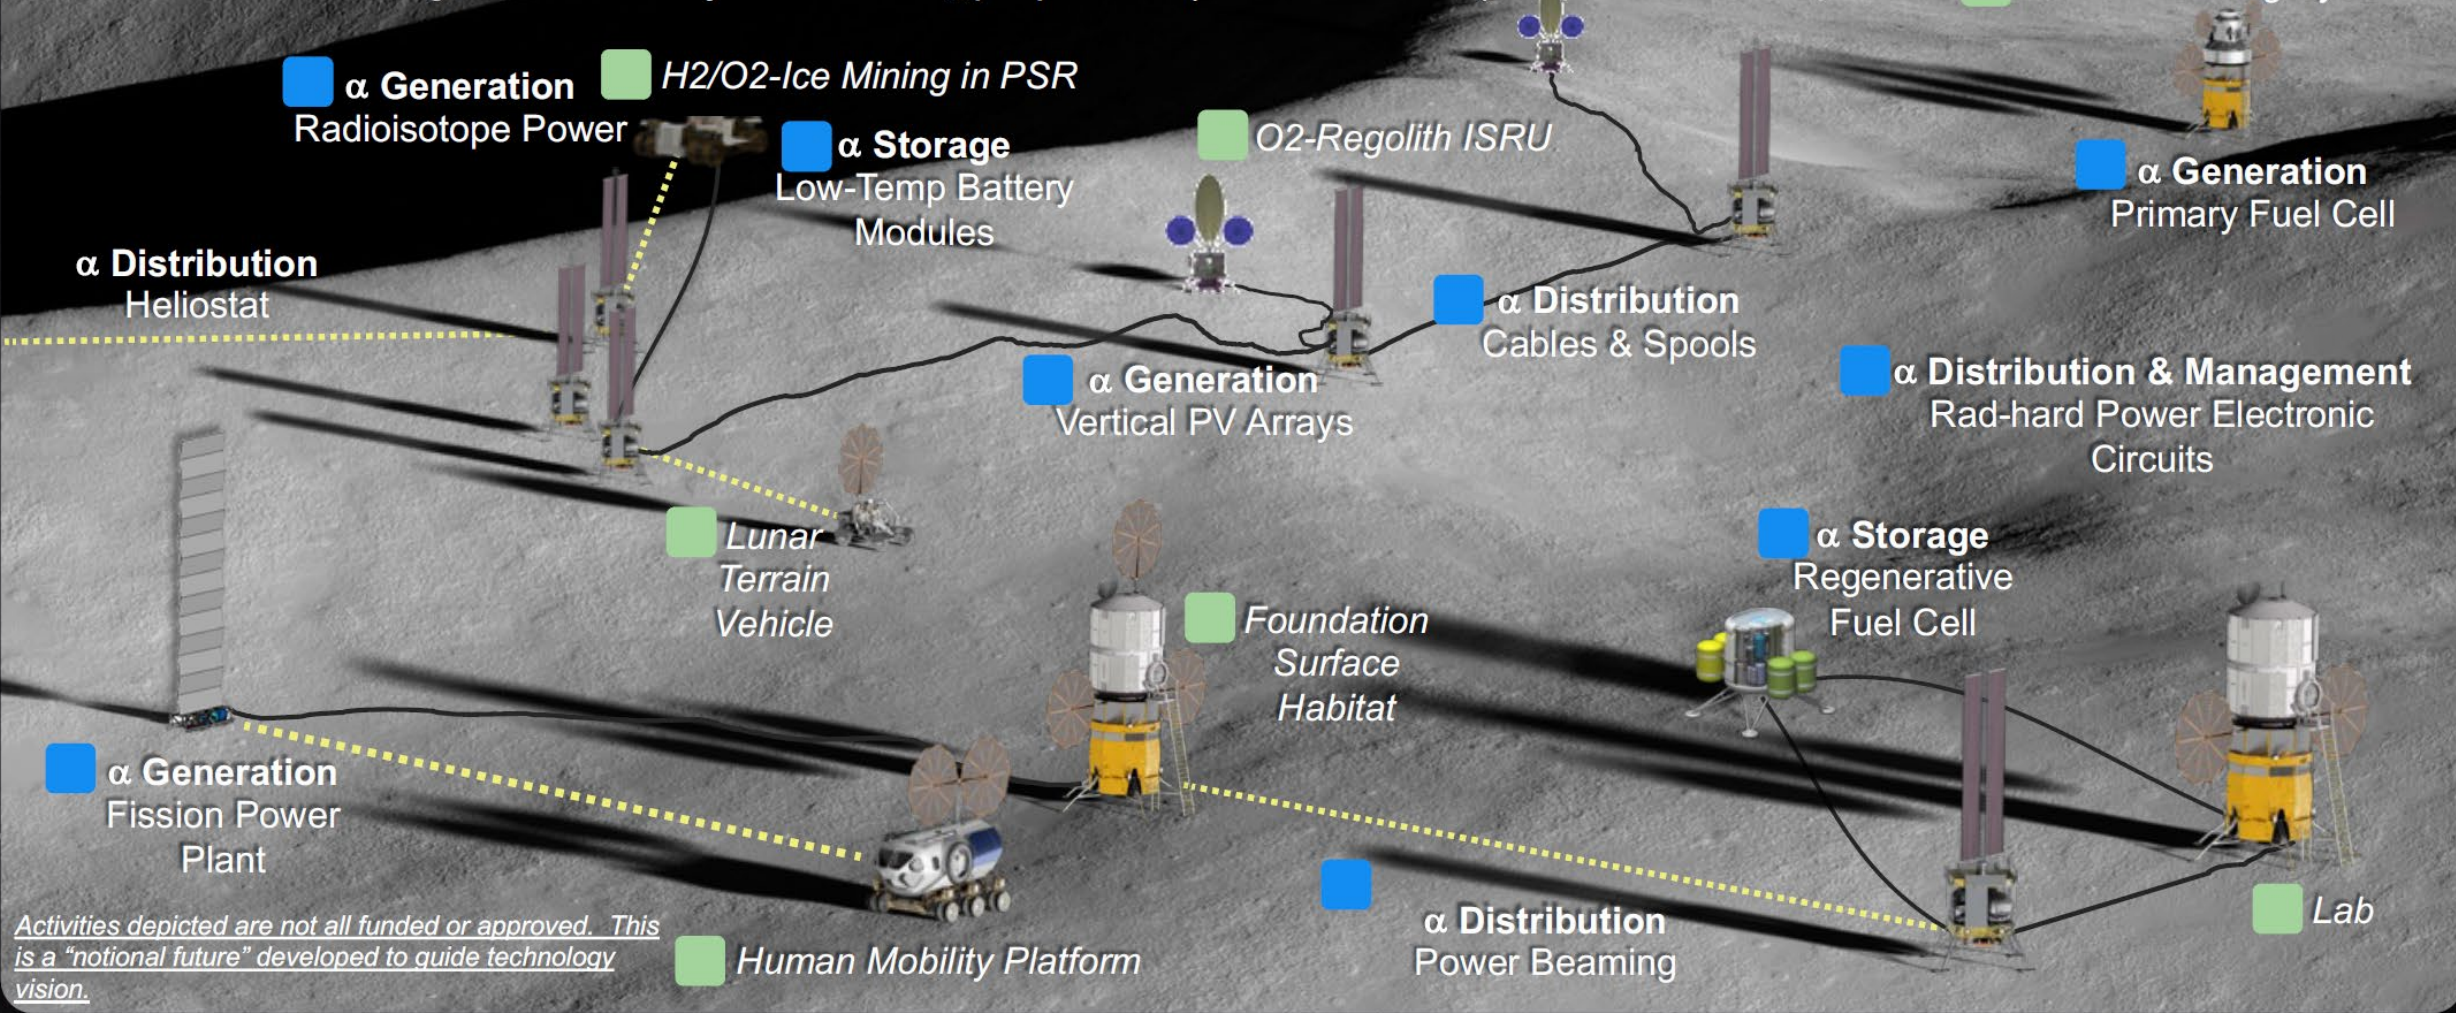 α Generation
Radioisotope Power
H2/O2-Ice Mining in PSR
α Storage
Low-Temp Battery
Modules
O2-Regolith ISRU
α Generation
Primary Fuel Cell
α Distribution
Heliostat
α Distribution
Cables & Spools
α Generation
Vertical PV Arrays
α Distribution & Management
Rad-hard Power Electronic
Circuits
Lunar
Terrain
Vehicle
α Storage
Regenerative
Fuel Cell
Foundation
Surface
Habitat
α Generation
Fission Power
Plant
α Distribution
Power Beaming
Lab
Human Mobility Platform
Activities depicted are not all funded or approved. This
is a “notional future” developed to guide technology
vision.